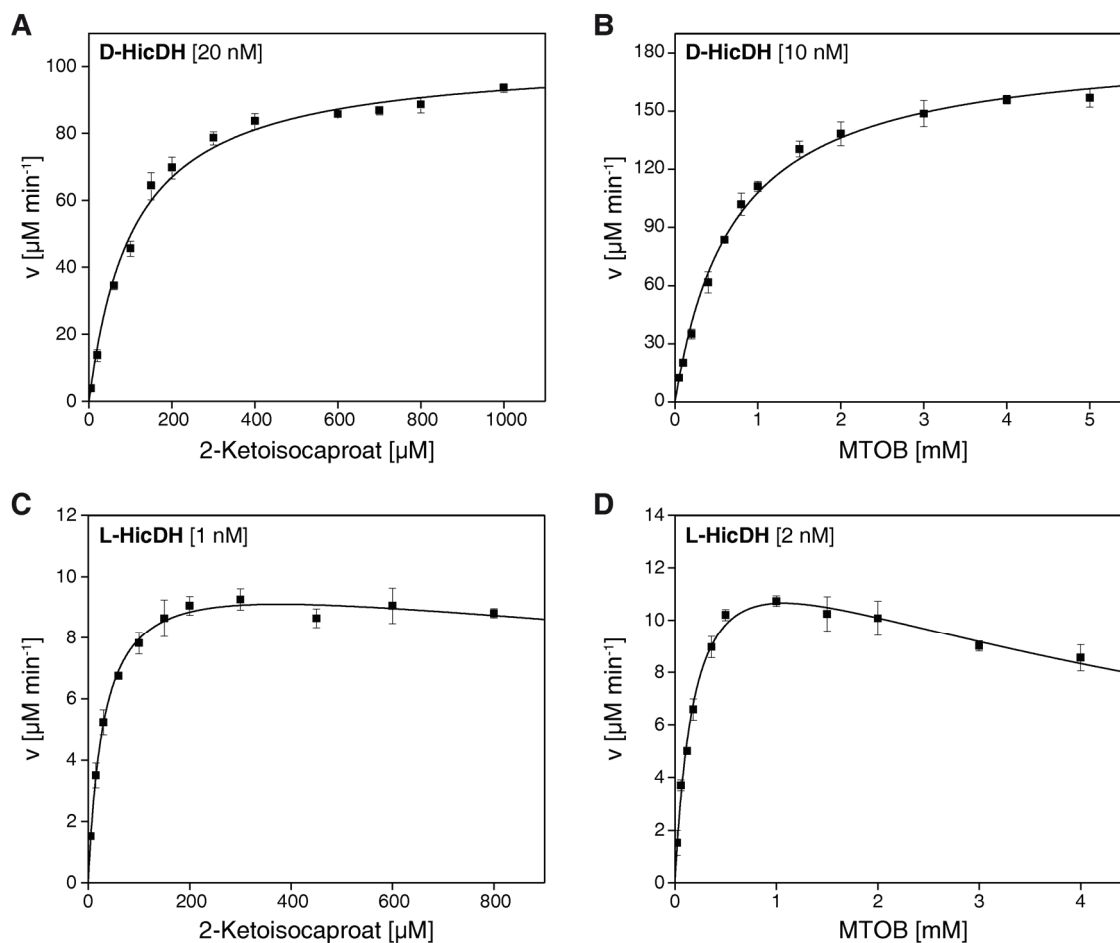 A
D-HicDH [20 nM]
100
80
60
40
20
0
v [µM min⁻¹]
0 200 400 600 800 1000
2-Ketoisocaproat [µM]
B
D-HicDH [10 nM]
180
150
120
90
60
30
0
v [µM min⁻¹]
0 1 2 3 4 5
MTOB [mM]
C
L-HicDH [1 nM]
12
10
8
6
4
2
0
v [µM min⁻¹]
0 200 400 600 800
2-Ketoisocaproat [µM]
D
L-HicDH [2 nM]
14
12
10
8
6
4
2
0
v [µM min⁻¹]
0 1 2 3 4
MTOB [mM]